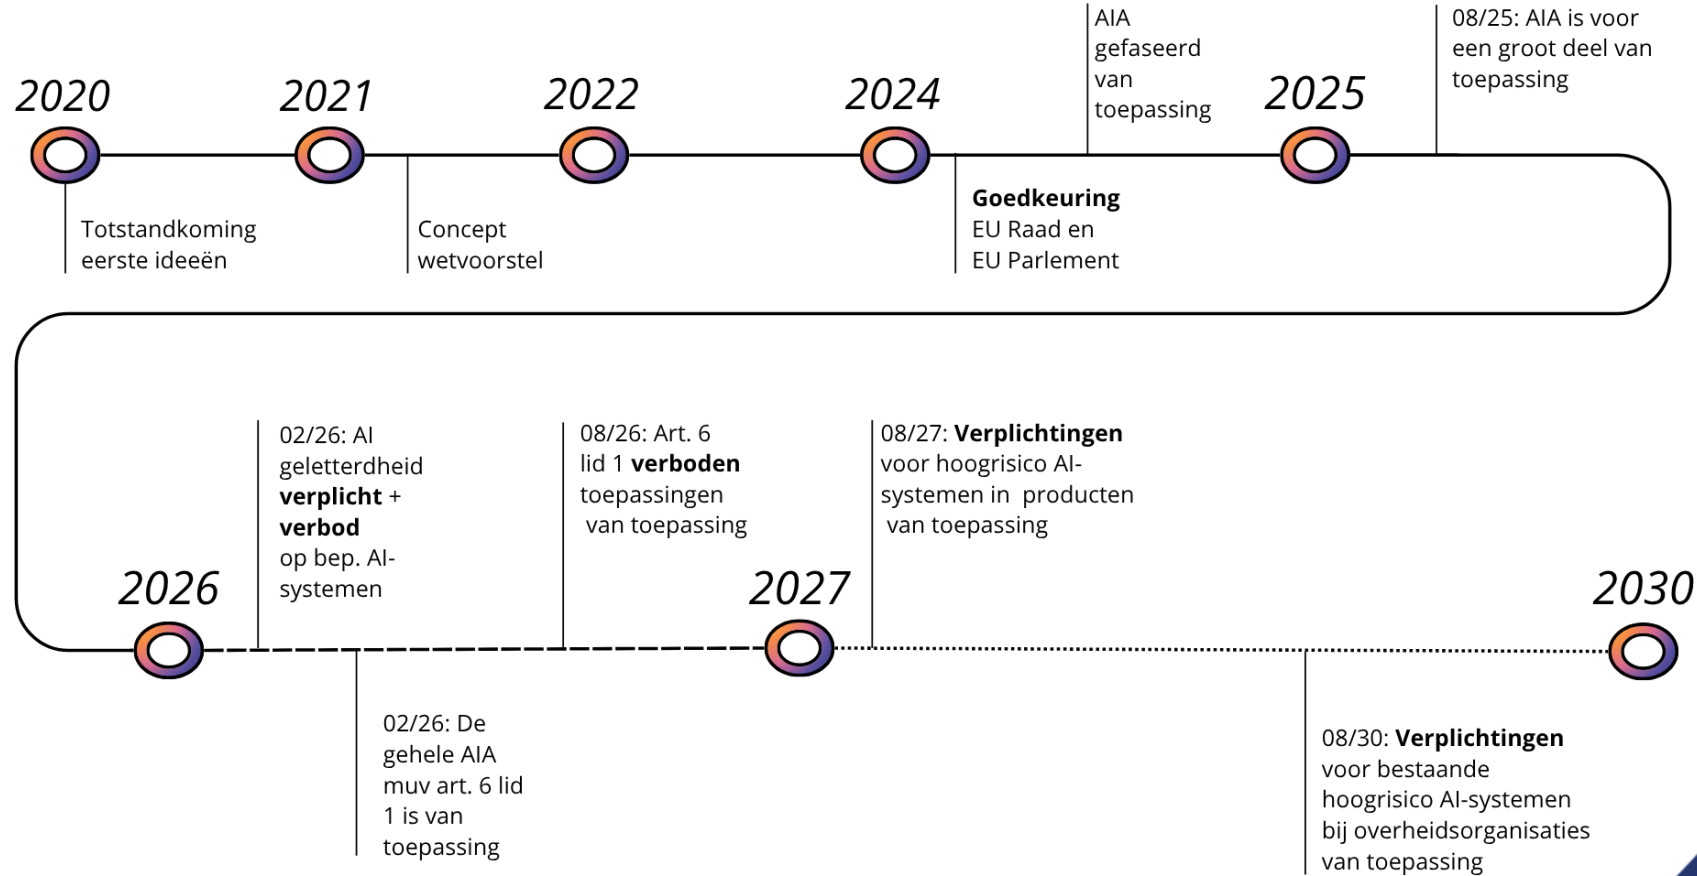 2020
2021
2022
2024
2025
AIA
gefaseerd
van
toepassing
08/25: AIA is voor
een groot deel van
toepassing
Totstandkoming
eerste ideeën
Concept
wetvoorstel
Goedkeuring
EU Raad en
EU Parlement
2026
2027
2030
02/26: AI
geletterdheid
verplicht +
verbod
op bep. AI-
systemen
08/26: Art. 6
lid 1 verboden
toepassingen
van toepassing
08/27: Verplichtingen
voor hoogrisico AI-
systemen in producten
van toepassing
02/26: De
gehele AIA
muv art. 6 lid
1 is van
toepassing
08/30: Verplichtingen
voor bestaande
hoogrisico AI-systemen
bij overheidsorganisaties
van toepassing